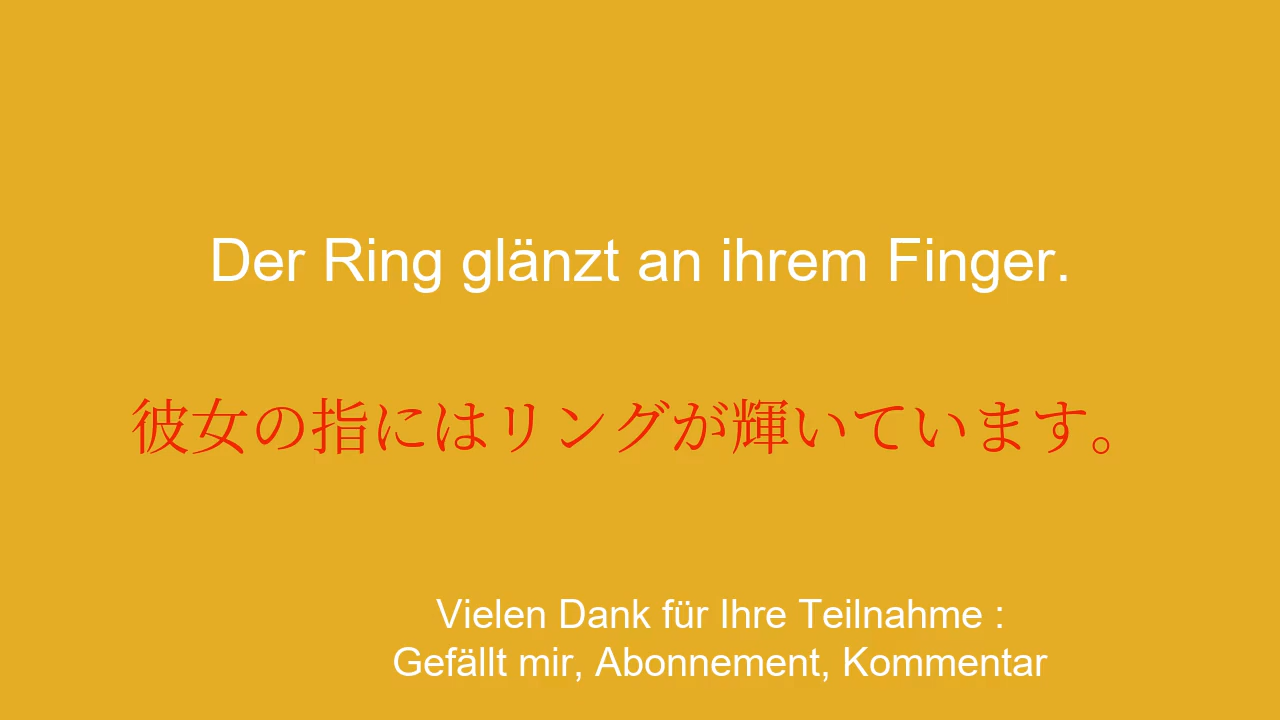 Der Ring glänzt an ihrem Finger.
彼女の指にはリングが輝いています。
Vielen Dank für Ihre Teilnahme :
Gefällt mir, Abonnement, Kommentar